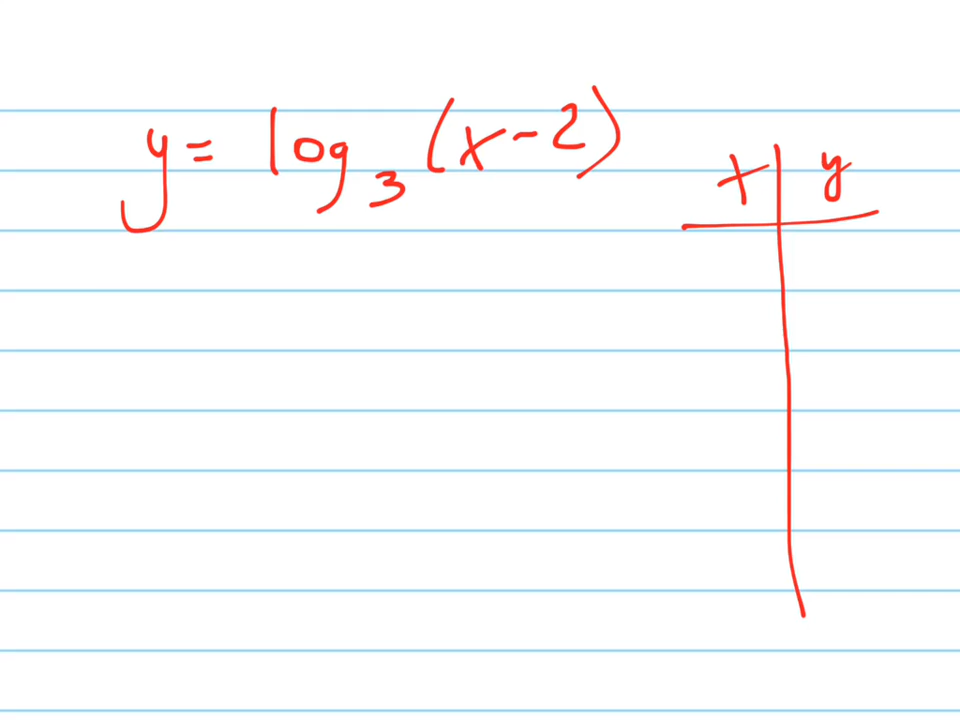 y = log₃ (x-2)
x y